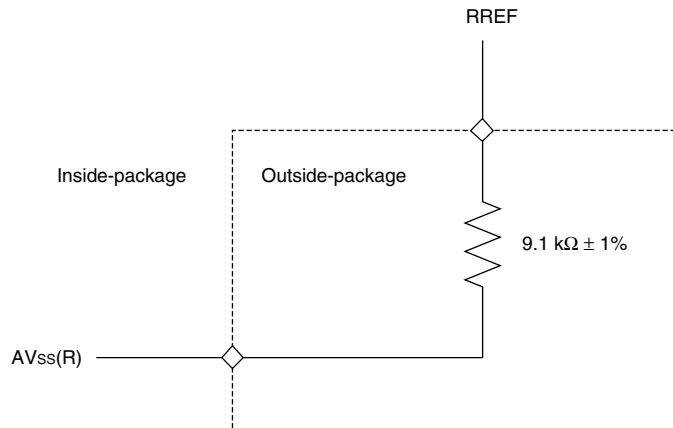 RREF
Inside-package
Outside-package
9.1 kΩ ± 1%
AVss(R)